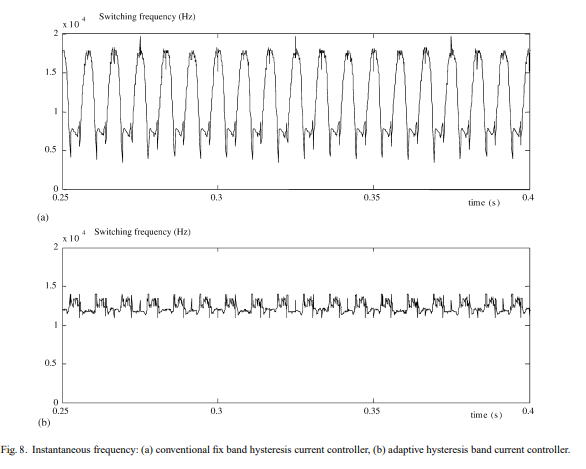 x 10 4 Switching frequency (Hz)
2
1.5
1
0.5
0
0.25 0.3 0.35 0.4
time (s)
(a)
x 10 4 Switching frequency (Hz)
2
1.5
1
0.5
0
0.25 0.3 0.35 0.4
time (s)
(b)
Fig. 8. Instantaneous frequency: (a) conventional fix band hysteresis current controller, (b) adaptive hysteresis band current controller.